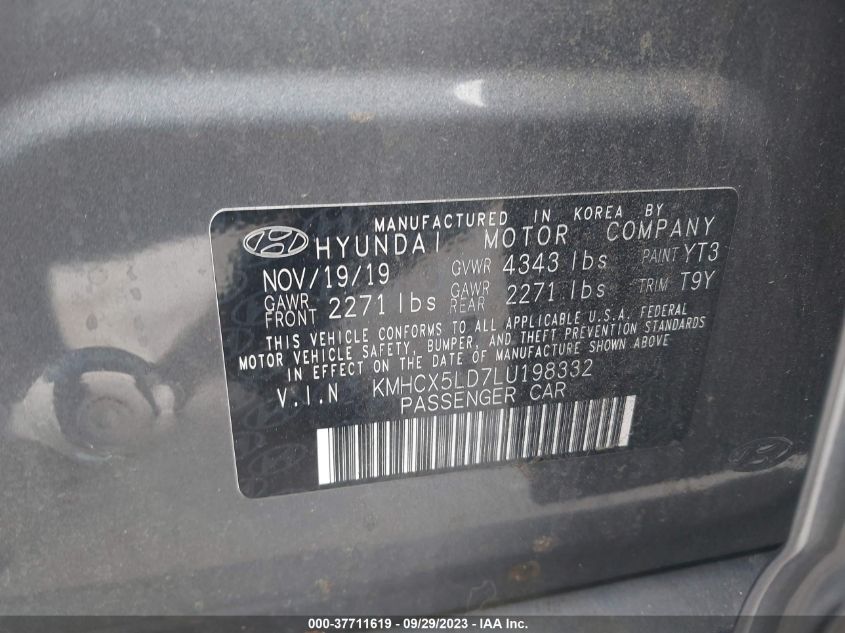 MANUFACTURED IN KOREA BY
HYUNDAI MOTOR COMPANY
NOV/19/19 GVWR 4343 lbs PAINT YT3
GAWR FRONT 2271 lbs GAWR REAR 2271 lbs TRIM T9Y
THIS VEHICLE CONFORMS TO ALL APPLICABLE U.S.A. FEDERAL
MOTOR VEHICLE SAFETY, BUMPER, AND THEFT PREVENTION STANDARDS
IN EFFECT ON THE DATE OF MANUFACTURE SHOWN ABOVE
V.I.N KMHCX5LD7LU198332
PASSENGER CAR
000-37711619 - 09/29/2023 - IAA Inc.